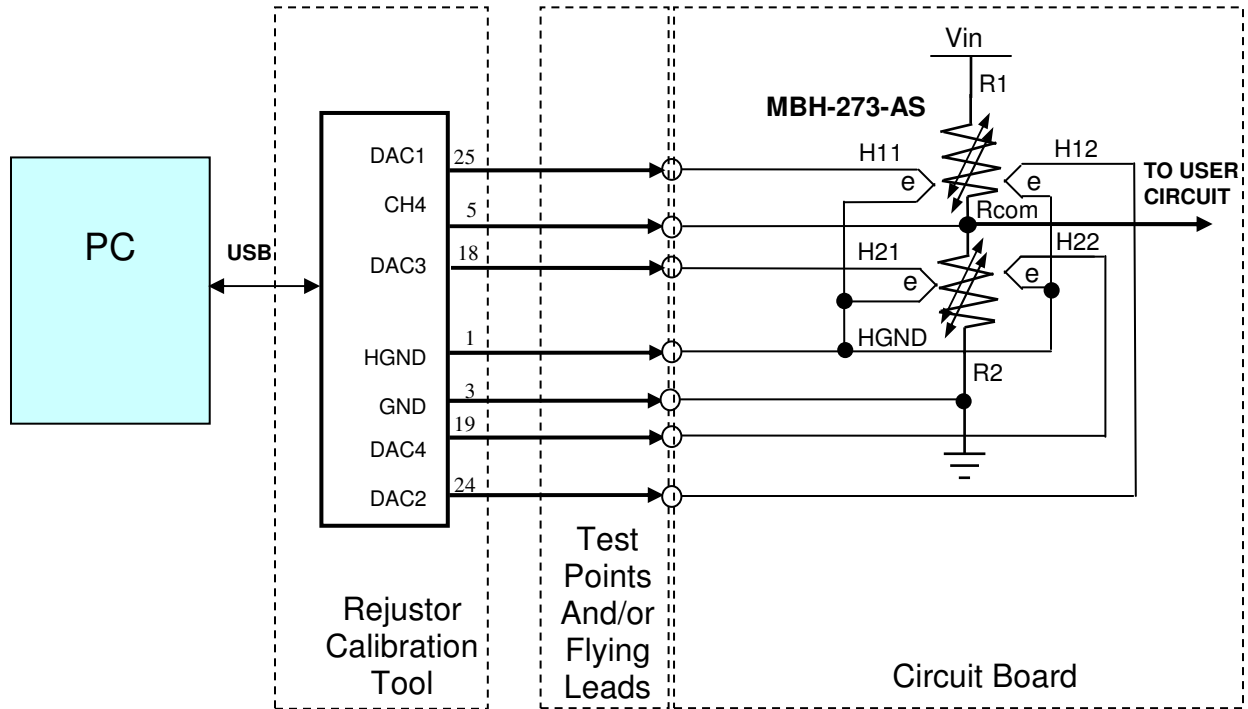 PC
USB
DAC1
25
CH4
5
DAC3
18
HGND
1
GND
3
DAC4
19
DAC2
24
Rejustor
Calibration
Tool
Test
Points
And/or
Flying
Leads
Vin
R1
MBH-273-AS
H11
H12
e
e
TO USER
CIRCUIT
Rcom
H21
H22
e
e
HGND
R2
Circuit Board